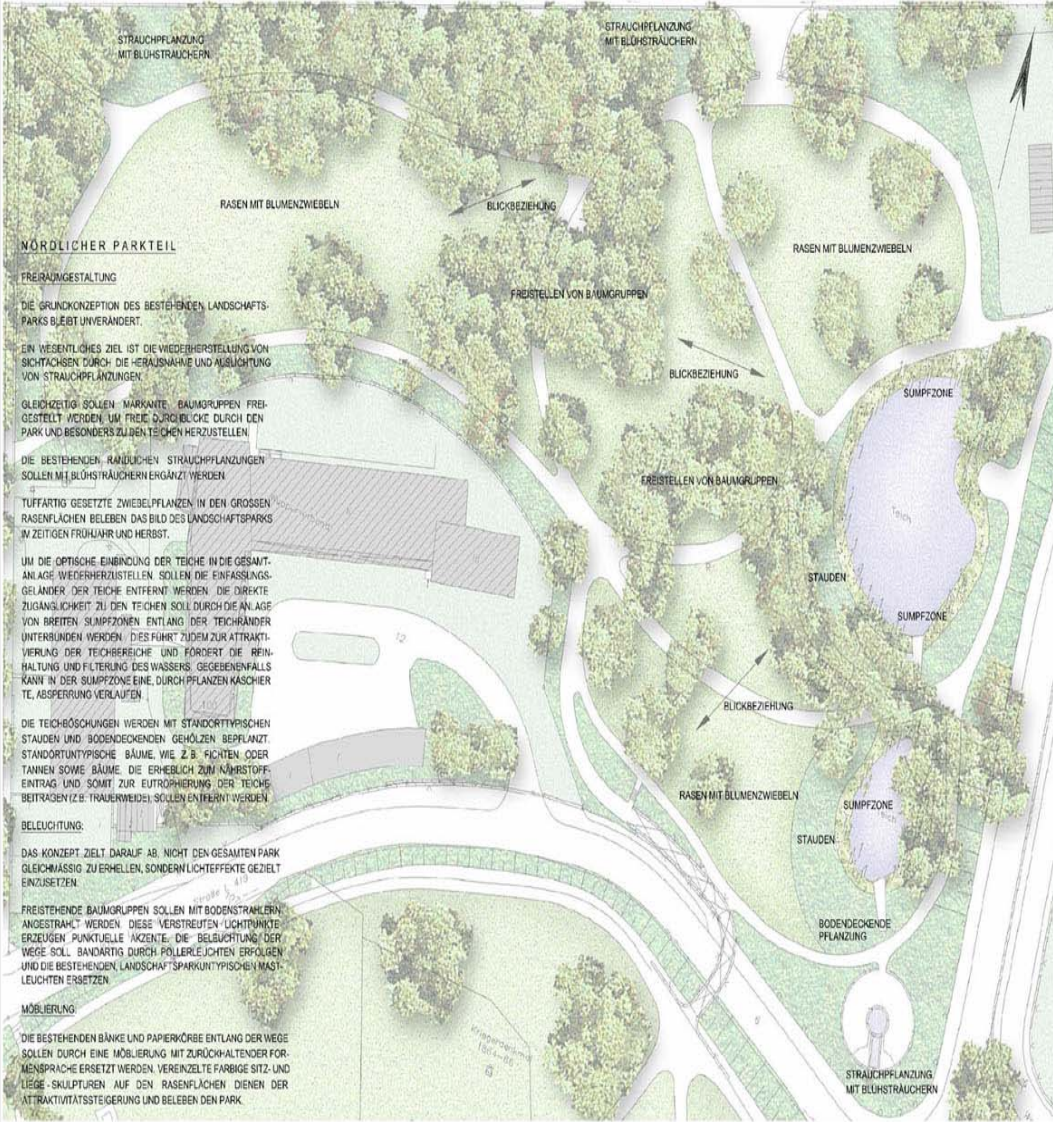 STRAUCHPFLANZUNG
MIT BLÜHSTRÄUCHERN
STRAUCHPFLANZUNG
MIT BLÜHSTRÄUCHERN
RASEN MIT BLUMENZWIEBELN
BLICKBEZIEHUNG
RASEN MIT BLUMENZWIEBELN
FREISTELLEN VON BAUMGRUPPEN
BLICKBEZIEHUNG
SUMPFZONE
FREISTELLEN VON BAUMGRUPPEN
Teich
STAUDEN
SUMPFZONE
12
BLICKBEZIEHUNG
RASEN MIT BLUMENZWIEBELN
SUMPFZONE
Teich
STAUDEN
BODENDECKENDE
PFLANZUNG
6
STRAUCHPFLANZUNG
MIT BLÜHSTRÄUCHERN
NÖRDLICHER PARKTEIL
FREIRAUMGESTALTUNG
DIE GRUNDKONZEPTION DES BESTEHENDEN LANDSCHAFTS-
PARKS BLEIBT UNVERÄNDERT.
EIN WESENTLICHES ZIEL IST DIE WIEDERHERSTELLUNG VON
SICHTACHSEN DURCH DIE HERAUSNAHME UND AUSLICHTUNG
VON STRAUCHPFLANZUNGEN.
GLEICHZEITIG SOLLEN MARKANTE BAUMGRUPPEN FREI-
GESTELLT WERDEN, UM FREIE DURCHBLICKE DURCH DEN
PARK UND BESONDERS ZU DEN TEICHEN HERZUSTELLEN.
DIE BESTEHENDEN RANDLICHEN STRAUCHPFLANZUNGEN
SOLLEN MIT BLÜHSTRÄUCHERN ERGÄNZT WERDEN.
TUFFARTIG GESETZTE ZWIEBELPFLANZEN IN DEN GROSSEN
RASENFLÄCHEN BELEBEN DAS BILD DES LANDSCHAFTSPARKS
IM ZEITIGEN FRÜHJAHR UND HERBST.
UM DIE OPTISCHE EINBINDUNG DER TEICHE IN DIE GESAMT-
ANLAGE WIEDERHERZUSTELLEN, SOLLEN DIE EINFASSUNGS-
GELÄNDER DER TEICHE ENTFERNT WERDEN. DIE DIREKTE
ZUGÄNGLICHKEIT ZU DEN TEICHEN SOLL DURCH DIE ANLAGE
VON BREITEN SUMPFZONEN ENTLANG DER TEICHRÄNDER
UNTERBUNDEN WERDEN. DIES FÜHRT ZUDEM ZUR ATTRAKTI-
VIERUNG DER TEICHBEREICHE UND FÖRDERT DIE REIN-
HALTUNG UND FILTERUNG DES WASSERS. GEGEBENENFALLS
KANN IN DER SUMPFZONE EINE, DURCH PFLANZEN KASCHIER
TE, ABSPERRUNG VERLAUFEN.
DIE TEICHBÖSCHUNGEN WERDEN MIT STANDORTTYPISCHEN
STAUDEN UND BODENDECKENDEN GEHÖLZEN BEPFLANZT.
STANDORTUNTYPISCHE BÄUME, WIE Z.B. FICHTEN ODER
TANNEN SOWIE BÄUME, DIE ERHEBLICH ZUM NÄHRSTOFF-
EINTRAG UND SOMIT ZUR EUTROPHIERUNG DER TEICHE
BEITRAGEN (Z.B. TRAUERWEIDE), SOLLEN ENTFERNT WERDEN.
BELEUCHTUNG:
DAS KONZEPT ZIELT DARAUF AB, NICHT DEN GESAMTEN PARK
GLEICHMÄSSIG ZU ERHELLEN, SONDERN LICHTEFFEKTE GEZIELT
EINZUSETZEN.
FREISTEHENDE BAUMGRUPPEN SOLLEN MIT BODENSTRAHLERN
ANGESTRAHLT WERDEN. DIESE VERSTREUTEN LICHTPUNKTE
ERZEUGEN PUNKTUELLE AKZENTE. DIE BELEUCHTUNG DER
WEGE SOLL BANDARTIG DURCH POLLERLEUCHTEN ERFOLGEN
UND DIE BESTEHENDEN, LANDSCHAFTSPARKUNTYPISCHEN MAST-
LEUCHTEN ERSETZEN.
MÖBLIERUNG:
DIE BESTEHENDEN BÄNKE UND PAPIERKÖRBE ENTLANG DER WEGE
SOLLEN DURCH EINE MÖBLIERUNG MIT ZURÜCKHALTENDER FOR-
MENSPRACHE ERSETZT WERDEN. VEREINZELTE FARBIGE SITZ- UND
LIEGE - SKULPTUREN AUF DEN RASENFLÄCHEN DIENEN DER
ATTRAKTIVITÄTSSTEIGERUNG UND BELEBEN DEN PARK.